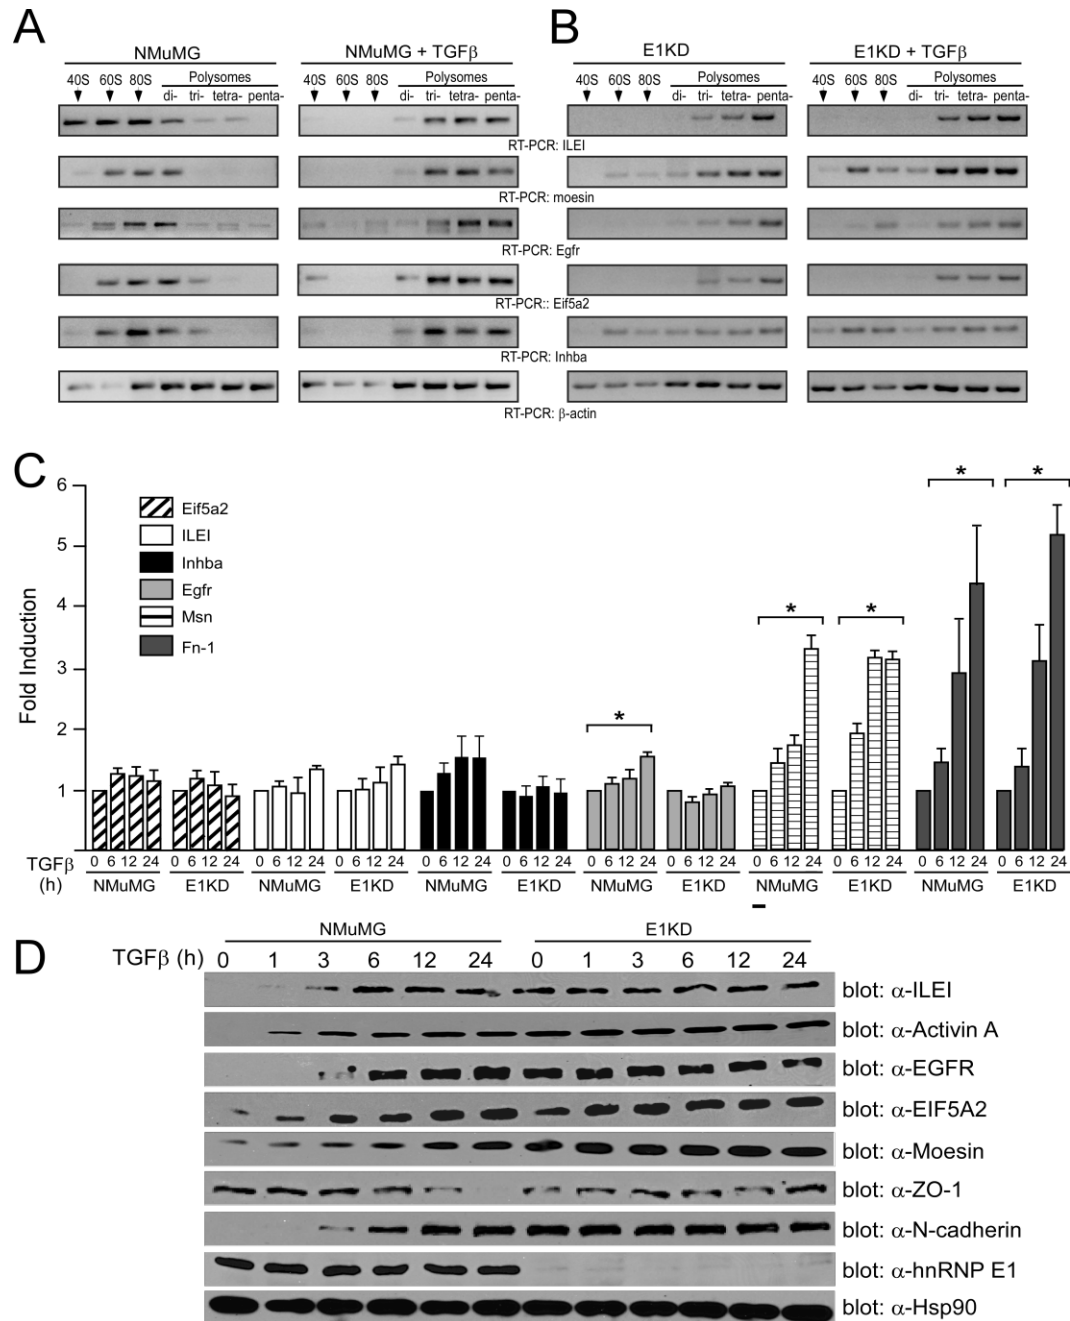 A
B
NMuMG
NMuMG + TGFβ
E1KD
E1KD + TGFβ
40S 60S 80S Polysomes
di- tri- tetra- penta-
40S 60S 80S Polysomes
di- tri- tetra- penta-
40S 60S 80S Polysomes
di- tri- tetra- penta-
40S 60S 80S Polysomes
di- tri- tetra- penta-
RT-PCR: ILEI
RT-PCR: moesin
RT-PCR: Egfr
RT-PCR:: Eif5a2
RT-PCR: Inhba
RT-PCR: β-actin
C
Fold Induction
6
5
4
3
2
1
Eif5a2
ILEI
Inhba
Egfr
Msn
Fn-1
* * * * *
TGFβ (h)
0 6 12 24 0 6 12 24 0 6 12 24 0 6 12 24 0 6 12 24 0 6 12 24 0 6 12 24 0 6 12 24 0 6 12 24 0 6 12 24 0 6 12 24 0 6 12 24
NMuMG E1KD NMuMG E1KD NMuMG E1KD NMuMG E1KD NMuMG E1KD NMuMG E1KD
D
NMuMG E1KD
TGFβ (h) 0 1 3 6 12 24 0 1 3 6 12 24
blot: α-ILEI
blot: α-Activin A
blot: α-EGFR
blot: α-EIF5A2
blot: α-Moesin
blot: α-ZO-1
blot: α-N-cadherin
blot: α-hnRNP E1
blot: α-Hsp90